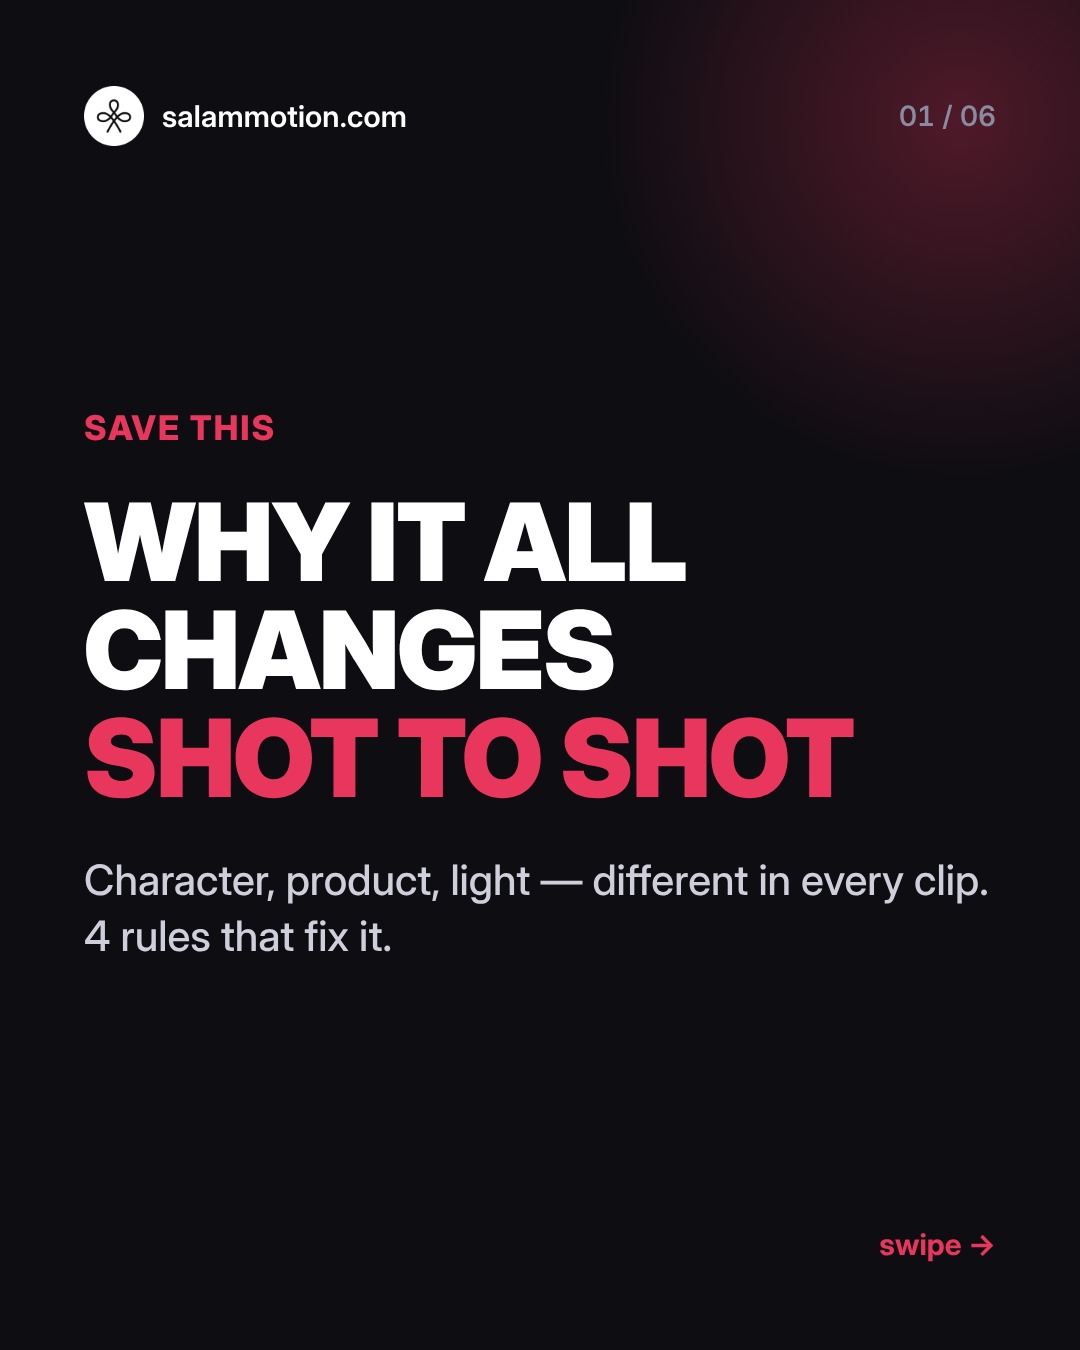 salammotion.com
01 / 06
SAVE THIS
WHY IT ALL
CHANGES
SHOT TO SHOT
Character, product, light — different in every clip.
4 rules that fix it.
swipe →